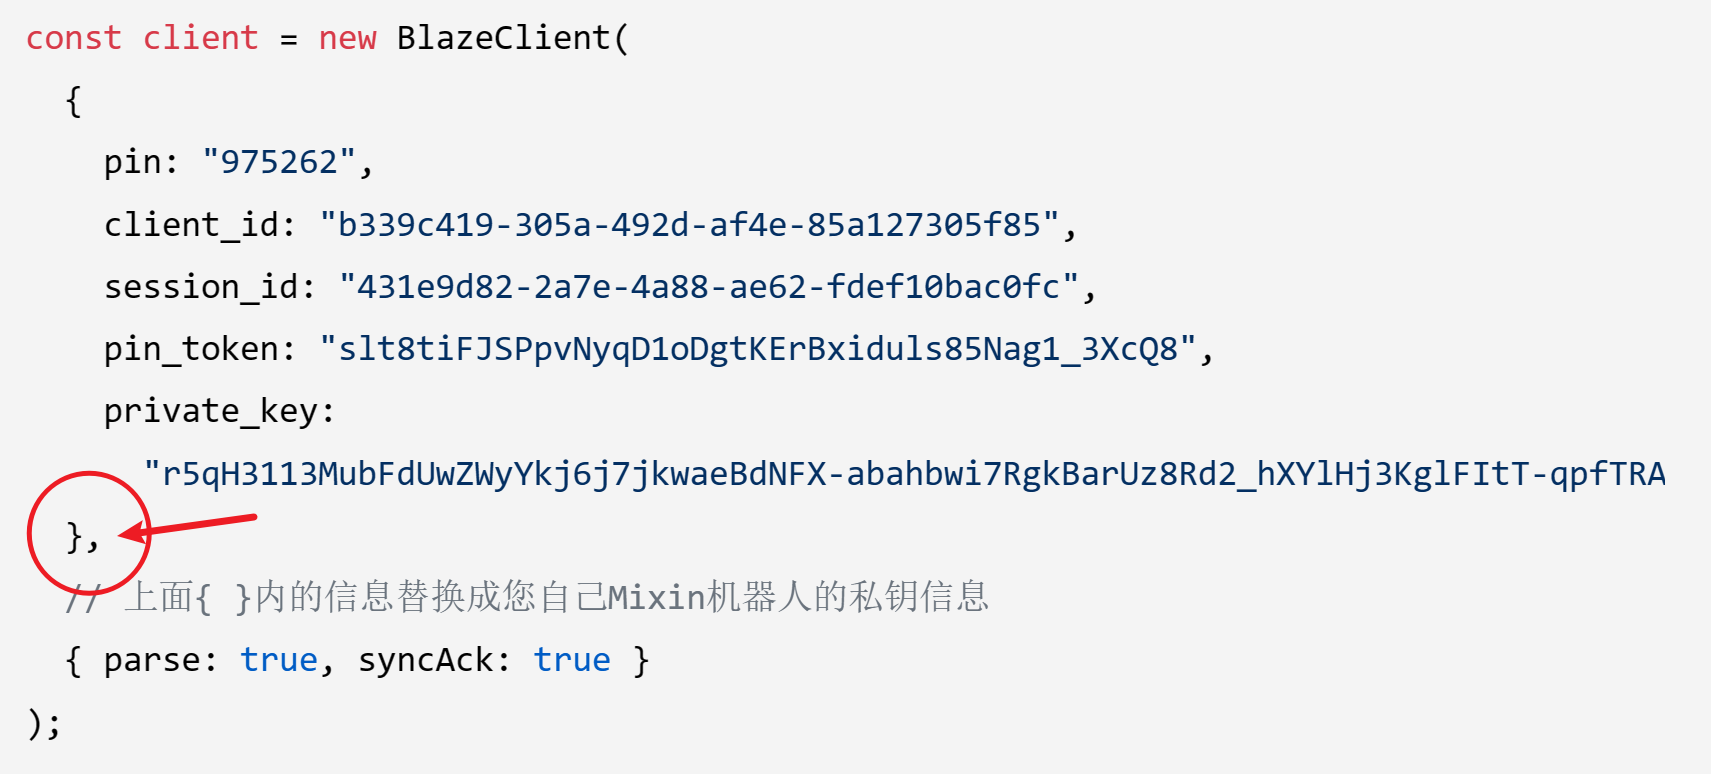 const client = new BlazeClient(
{
pin: "975262",
client_id: "b339c419-305a-492d-af4e-85a127305f85",
session_id: "431e9d82-2a7e-4a88-ae62-fdef10bac0fc",
pin_token: "slt8tiFJSPpvNyqD1oDgtKErBxiduls85Nag1_3XcQ8",
private_key:
"r5qH3113MubFdUwZWyYkj6j7jkwaeBdNFX-abahbwi7RgkBarUz8Rd2_hXYlHj3KglFItT-qpfTRA
},
// 上面{ }内的信息替换成您自己Mixin机器人的私钥信息
{ parse: true, syncAck: true }
);